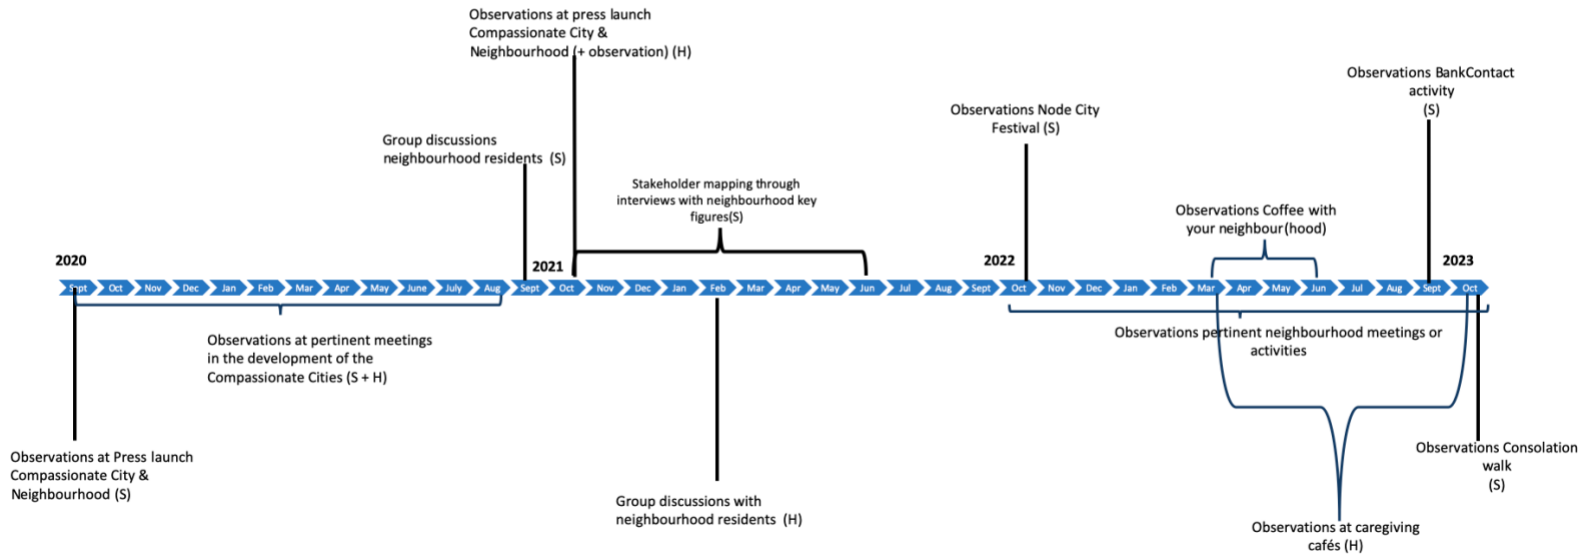 Observations at press launch
Compassionate City &
Neighbourhood (+ observation) (H)
Observations BankContact
activity
(S)
Observations Node City
Festival (S)
Group discussions
neighbourhood residents (S)
Stakeholder mapping through
interviews with neighbourhood key
figures(S)
Observations Coffee with
your neighbour(hood)
2020
2021
2022
2023
Sept Oct Nov Dec Jan Feb Mar Apr May June July Aug Sept Oct Nov Dec Jan Feb Mar Apr May Jun Jul Aug Sept Oct Nov Dec Jan Feb Mar Apr May Jun Jul Aug Sept Oct
Observations at pertinent meetings
in the development of the
Compassionate Cities (S + H)
Observations pertinent neighbourhood meetings or
activities
Observations at Press launch
Compassionate City &
Neighbourhood (S)
Observations Consolation
walk
(S)
Group discussions with
neighbourhood residents (H)
Observations at caregiving
cafés (H)